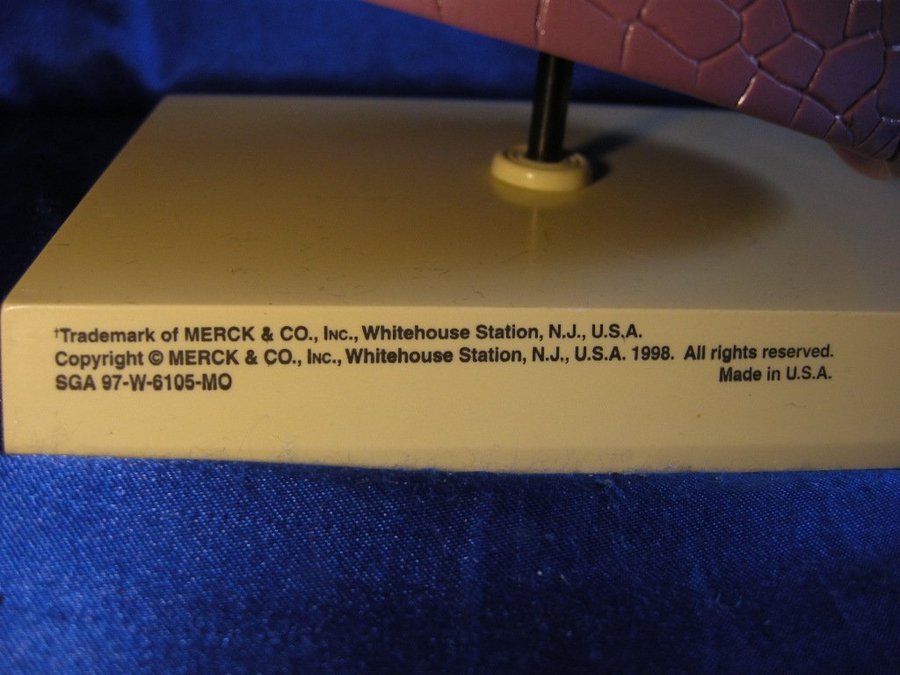 †Trademark of MERCK & CO., INC., Whitehouse Station, N.J., U.S.A.
Copyright © MERCK & CO., INC., Whitehouse Station, N.J., U.S.A. 1998. All rights reserved.
SGA 97-W-6105-MO Made in U.S.A.